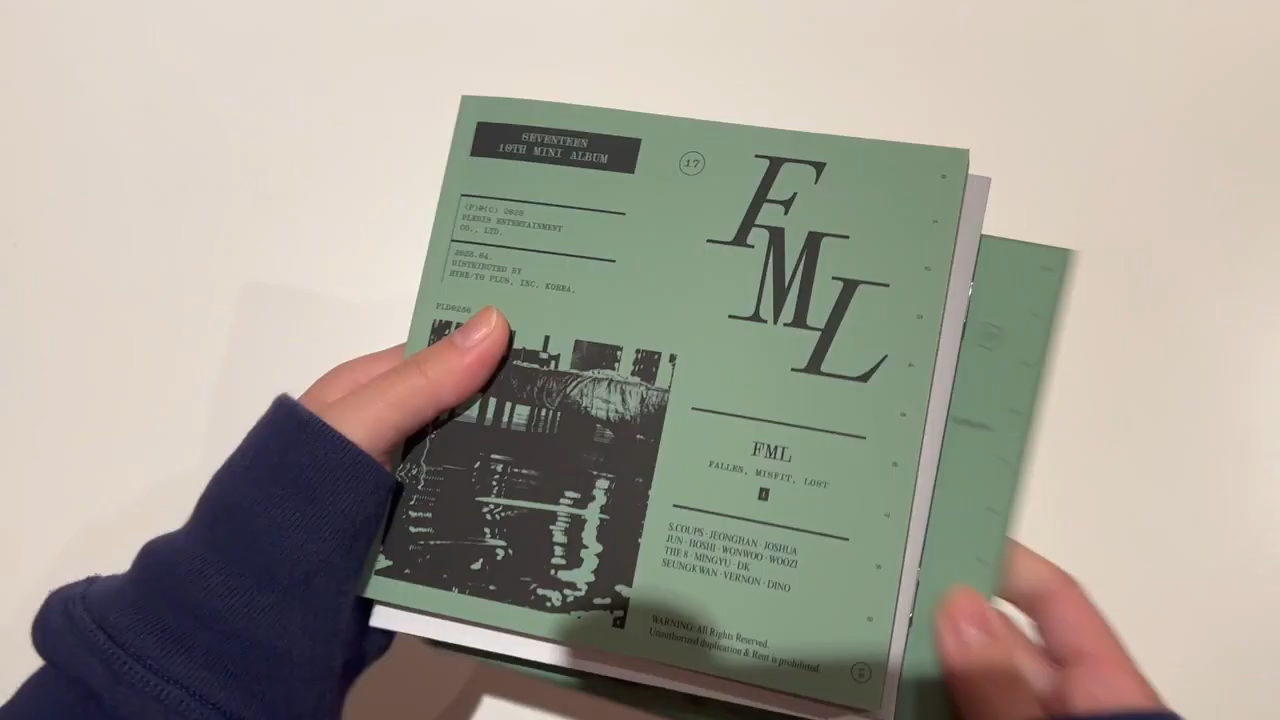 SEVENTEEN
10TH MINI ALBUM
17
FML
(P)&(C) 2023
PLEDIS ENTERTAINMENT
CO., LTD.
2023.04.
DISTRIBUTED BY
HYBE/YG PLUS, INC. KOREA.
FML
FALLEN, MISFIT, LOST
S.COUPS · JEONGHAN · JOSHUA
JUN · HOSHI · WONWOO · WOOZI
THE 8 · MINGYU · DK
SEUNGKWAN · VERNON · DINO
WARNING: All Rights Reserved.
Unauthorized duplication & Rent is prohibited.